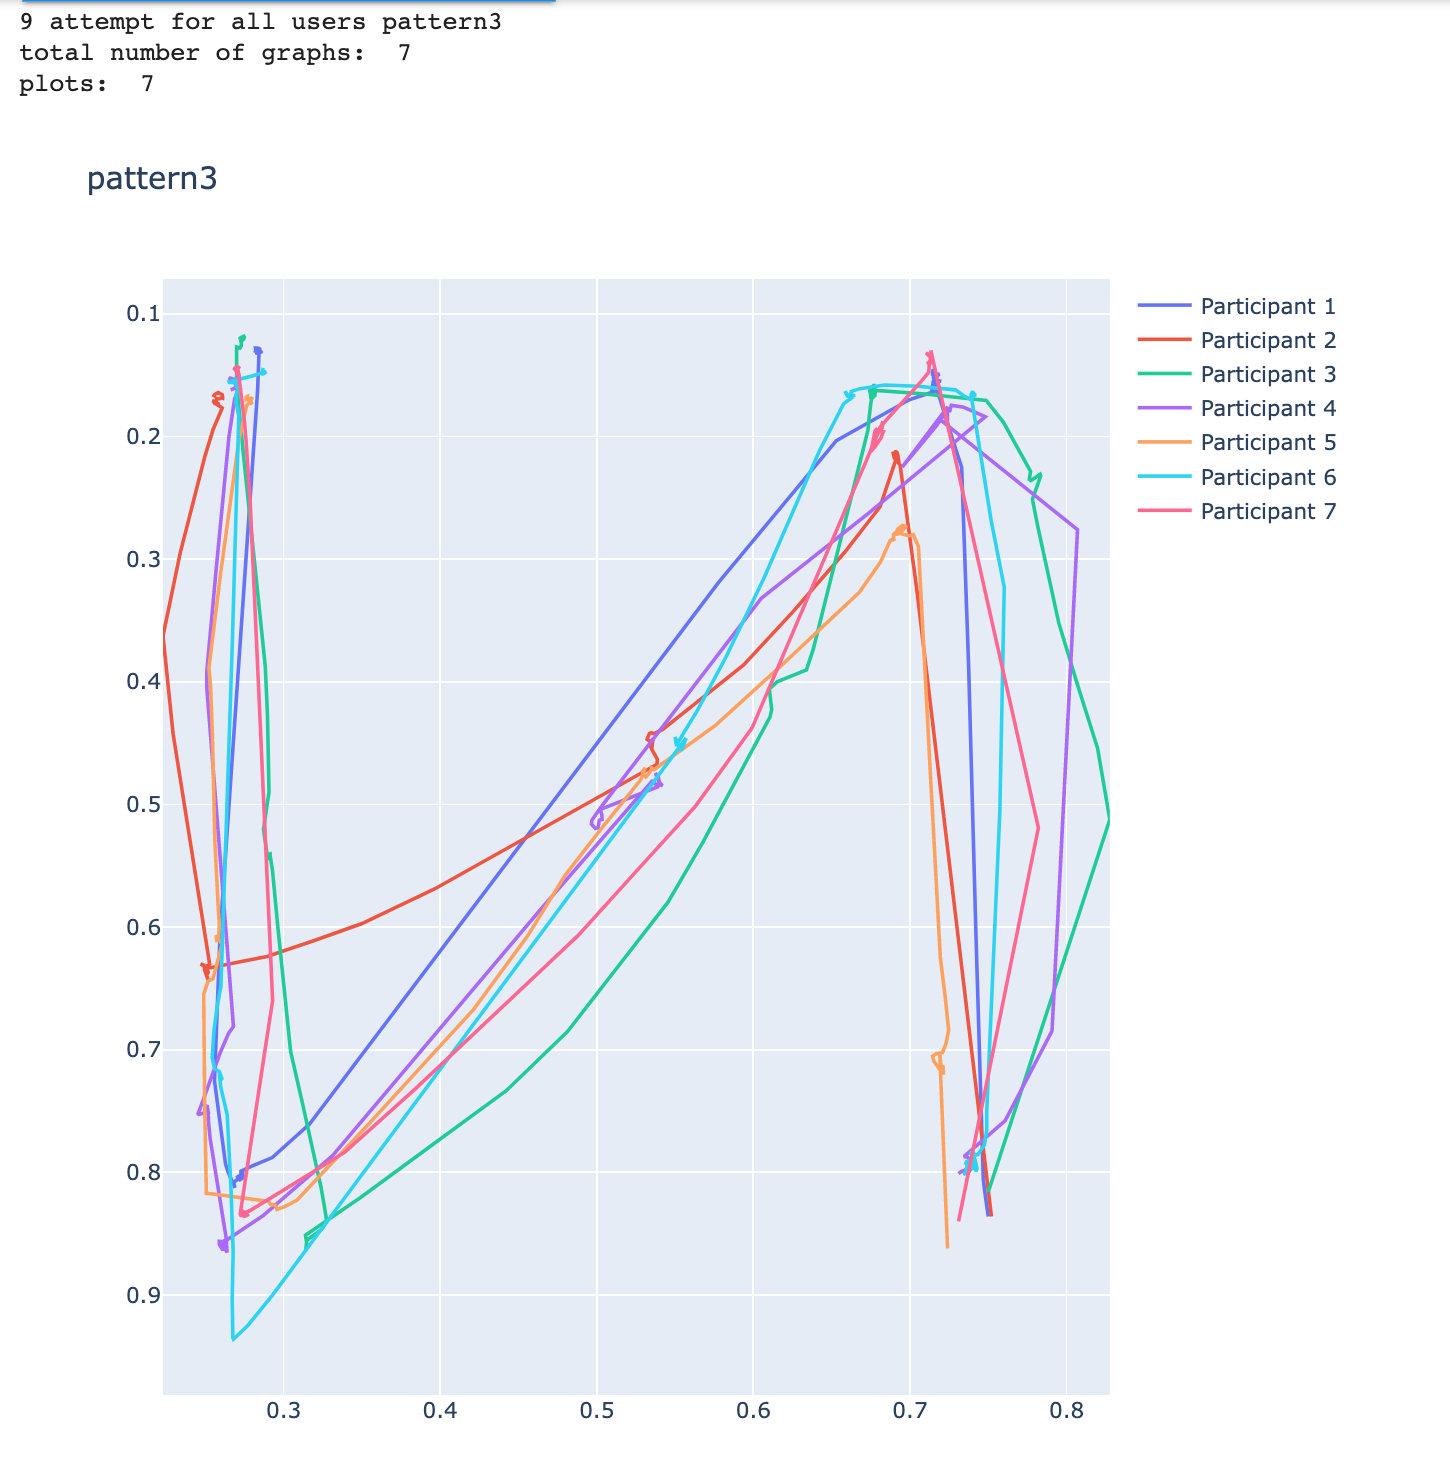 9 attempt for all users pattern3
total number of graphs:  7
plots:  7
pattern3
0.1
0.2
0.3
0.4
0.5
0.6
0.7
0.8
0.9
0.3
0.4
0.5
0.6
0.7
0.8
Participant 1
Participant 2
Participant 3
Participant 4
Participant 5
Participant 6
Participant 7